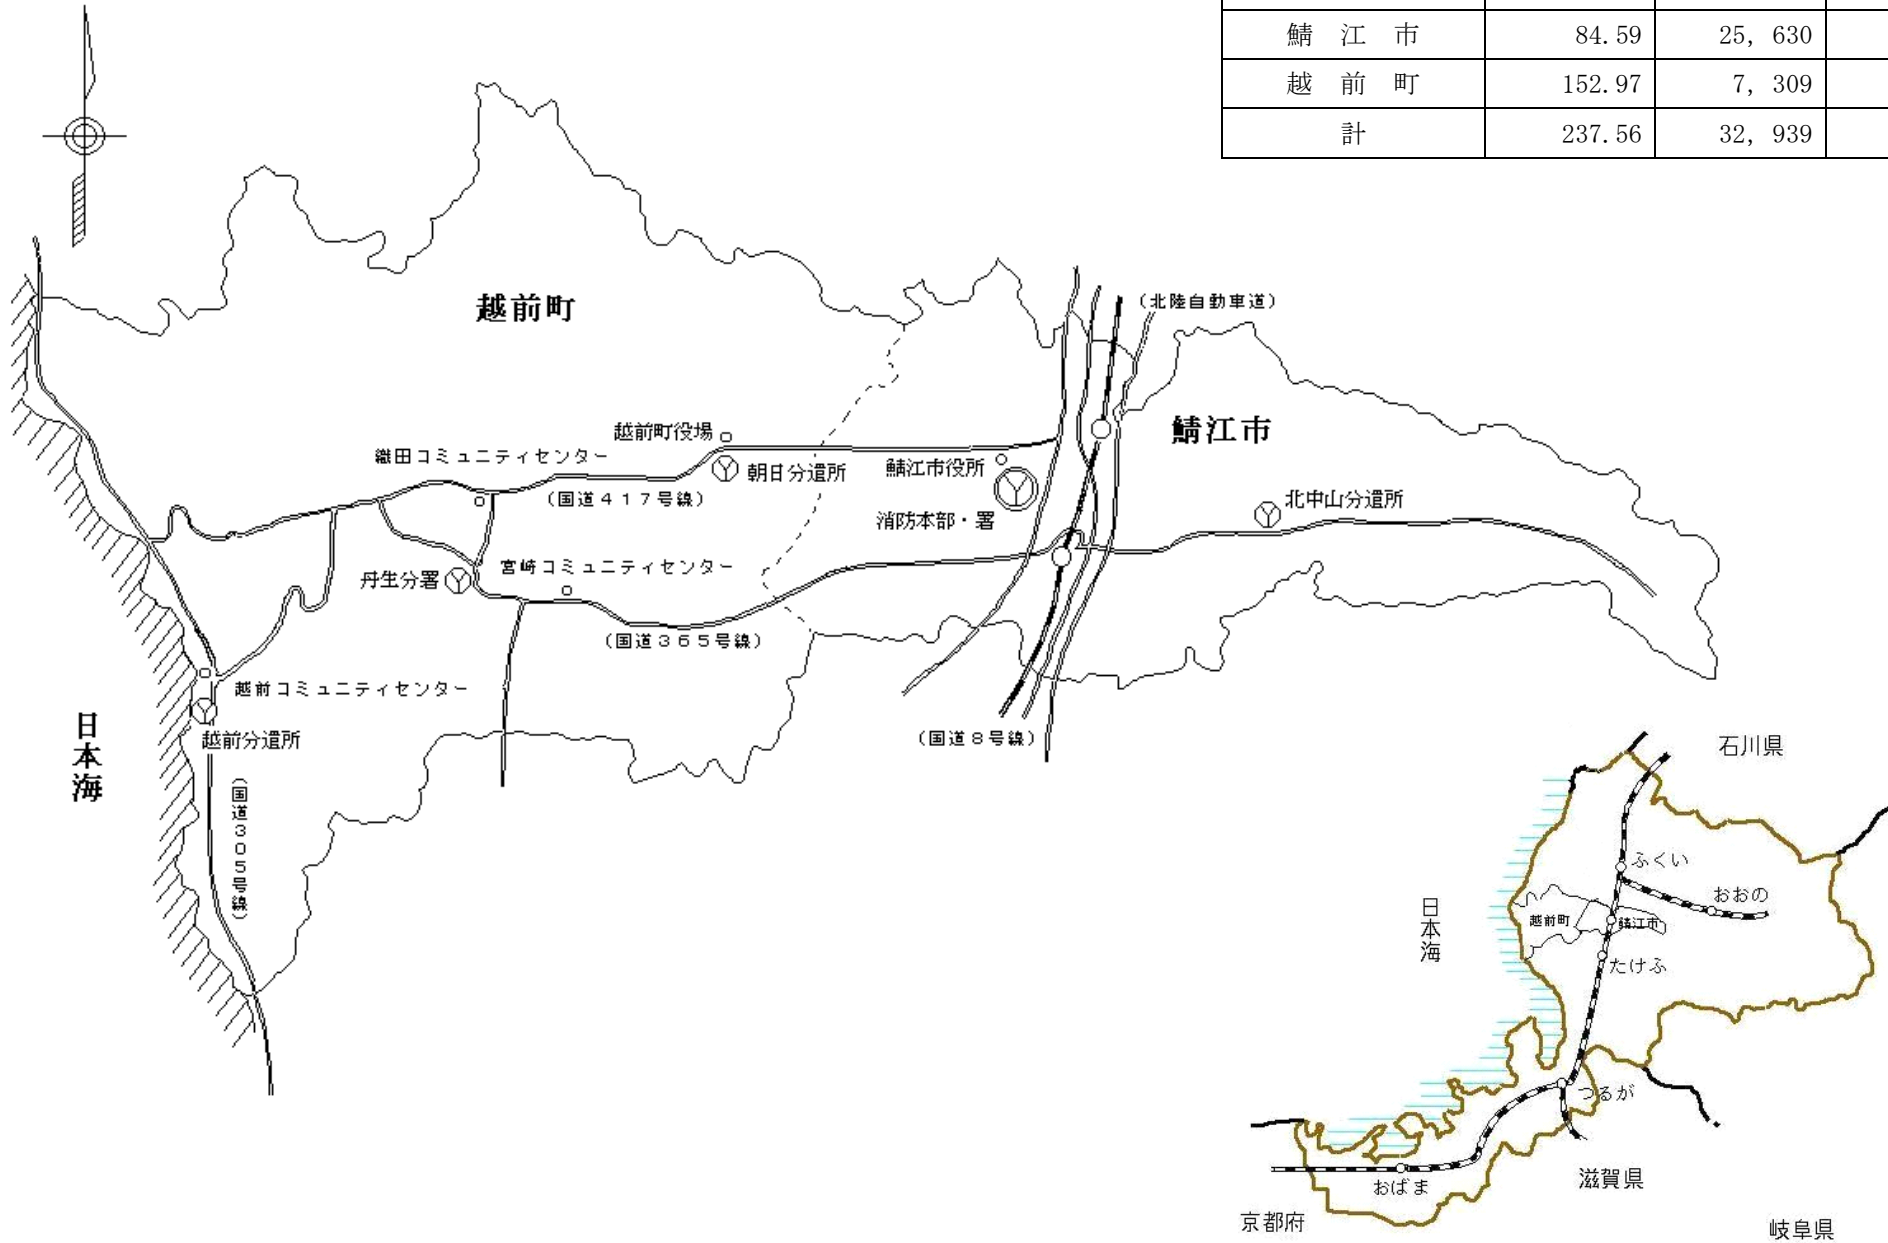 鯖江市 84.59 25,630
越前町 152.97 7,309
計 237.56 32,939
越前町
(北陸自動車道)
鯖江市
越前町役場
織田コミュニティセンター
朝日分遣所
鯖江市役所
(国道417号線)
消防本部・署
北中山分遣所
宮崎コミュニティセンター
丹生分署
(国道365号線)
越前コミュニティセンター
越前分遣所
日本海
(国道8号線)
(国道305号線)
石川県
ふくい
おおの
日本海
越前町
鯖江市
たけふ
つるが
おばま
滋賀県
京都府
岐阜県